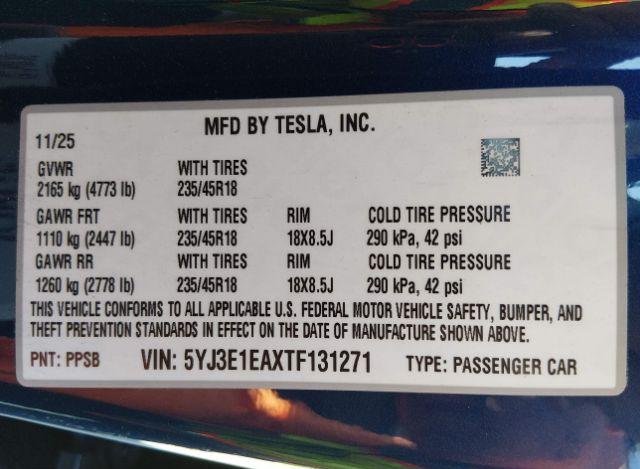 MFD BY TESLA, INC.
11/25
GVWR WITH TIRES
2165 kg (4773 lb) 235/45R18
GAWR FRT WITH TIRES RIM COLD TIRE PRESSURE
1110 kg (2447 lb) 235/45R18 18X8.5J 290 kPa, 42 psi
GAWR RR WITH TIRES RIM COLD TIRE PRESSURE
1260 kg (2778 lb) 235/45R18 18X8.5J 290 kPa, 42 psi
THIS VEHICLE CONFORMS TO ALL APPLICABLE U.S. FEDERAL MOTOR VEHICLE SAFETY, BUMPER, AND
THEFT PREVENTION STANDARDS IN EFFECT ON THE DATE OF MANUFACTURE SHOWN ABOVE.
PNT: PPSB VIN: 5YJ3E1EAXTF131271 TYPE: PASSENGER CAR